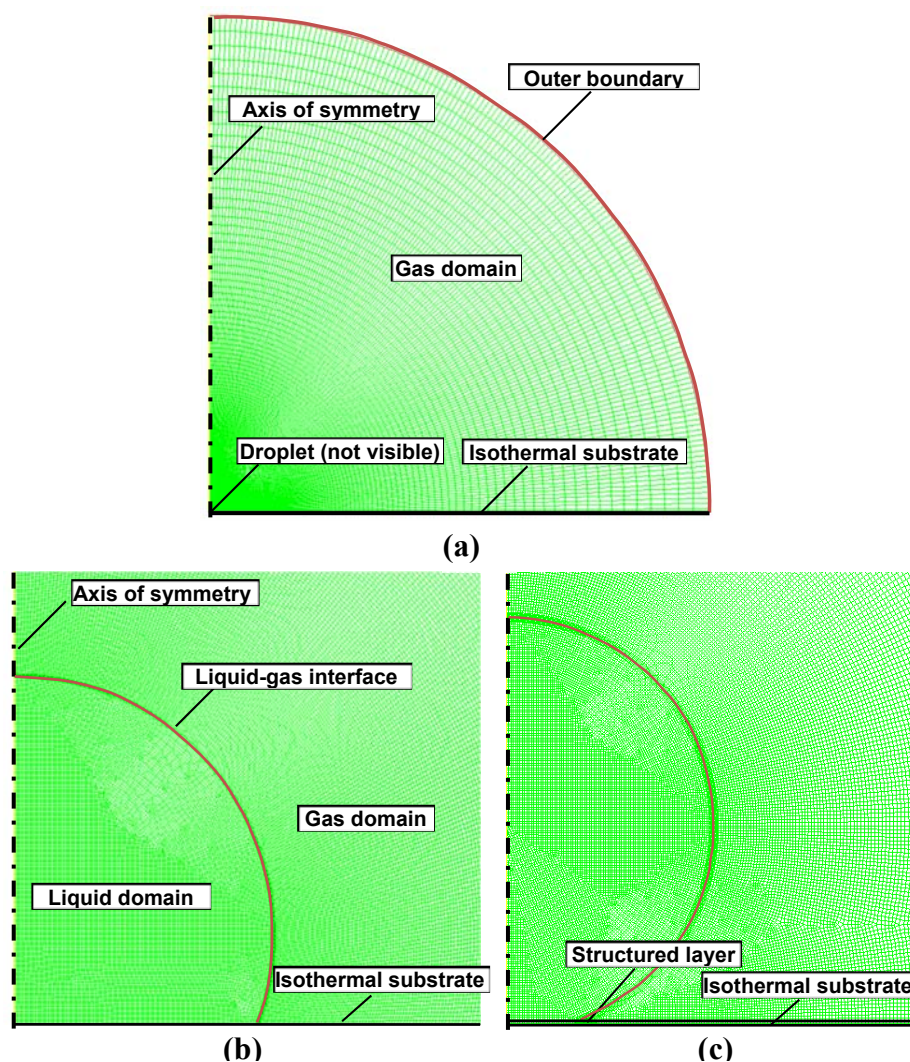 Outer boundary
Axis of symmetry
Gas domain
Droplet (not visible)
Isothermal substrate
(a)
Axis of symmetry
Liquid-gas interface
Gas domain
Liquid domain
Isothermal substrate
(b)
Structured layer
Isothermal substrate
(c)